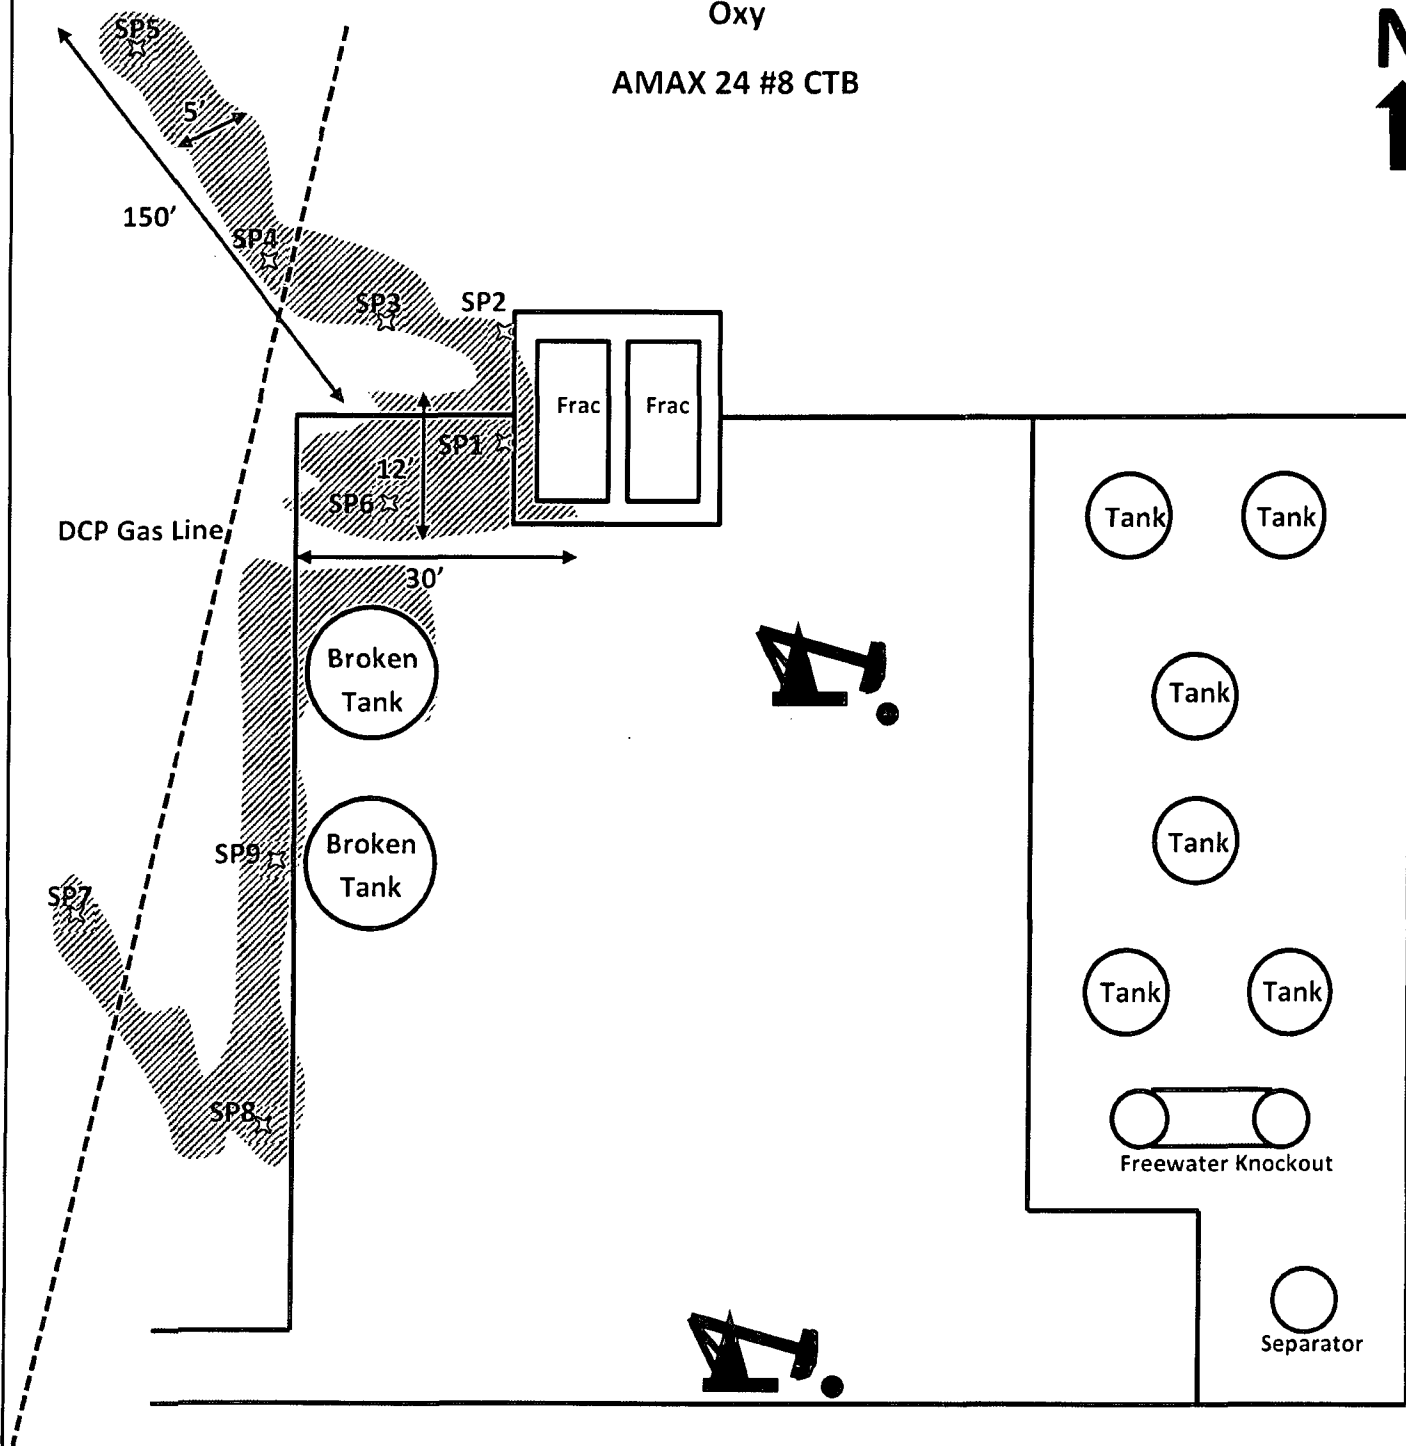 Oxy
N
SP5
AMAX 24 #8 CTB
5'
150'
SP4
SP3
SP2
Frac
Frac
SP1
12'
SP6
DCP Gas Line
Tank
Tank
30'
Broken
Tank
Tank
Broken
Tank
Tank
SP9
SP7
Tank
Tank
SP8
Freewater Knockout
Separator